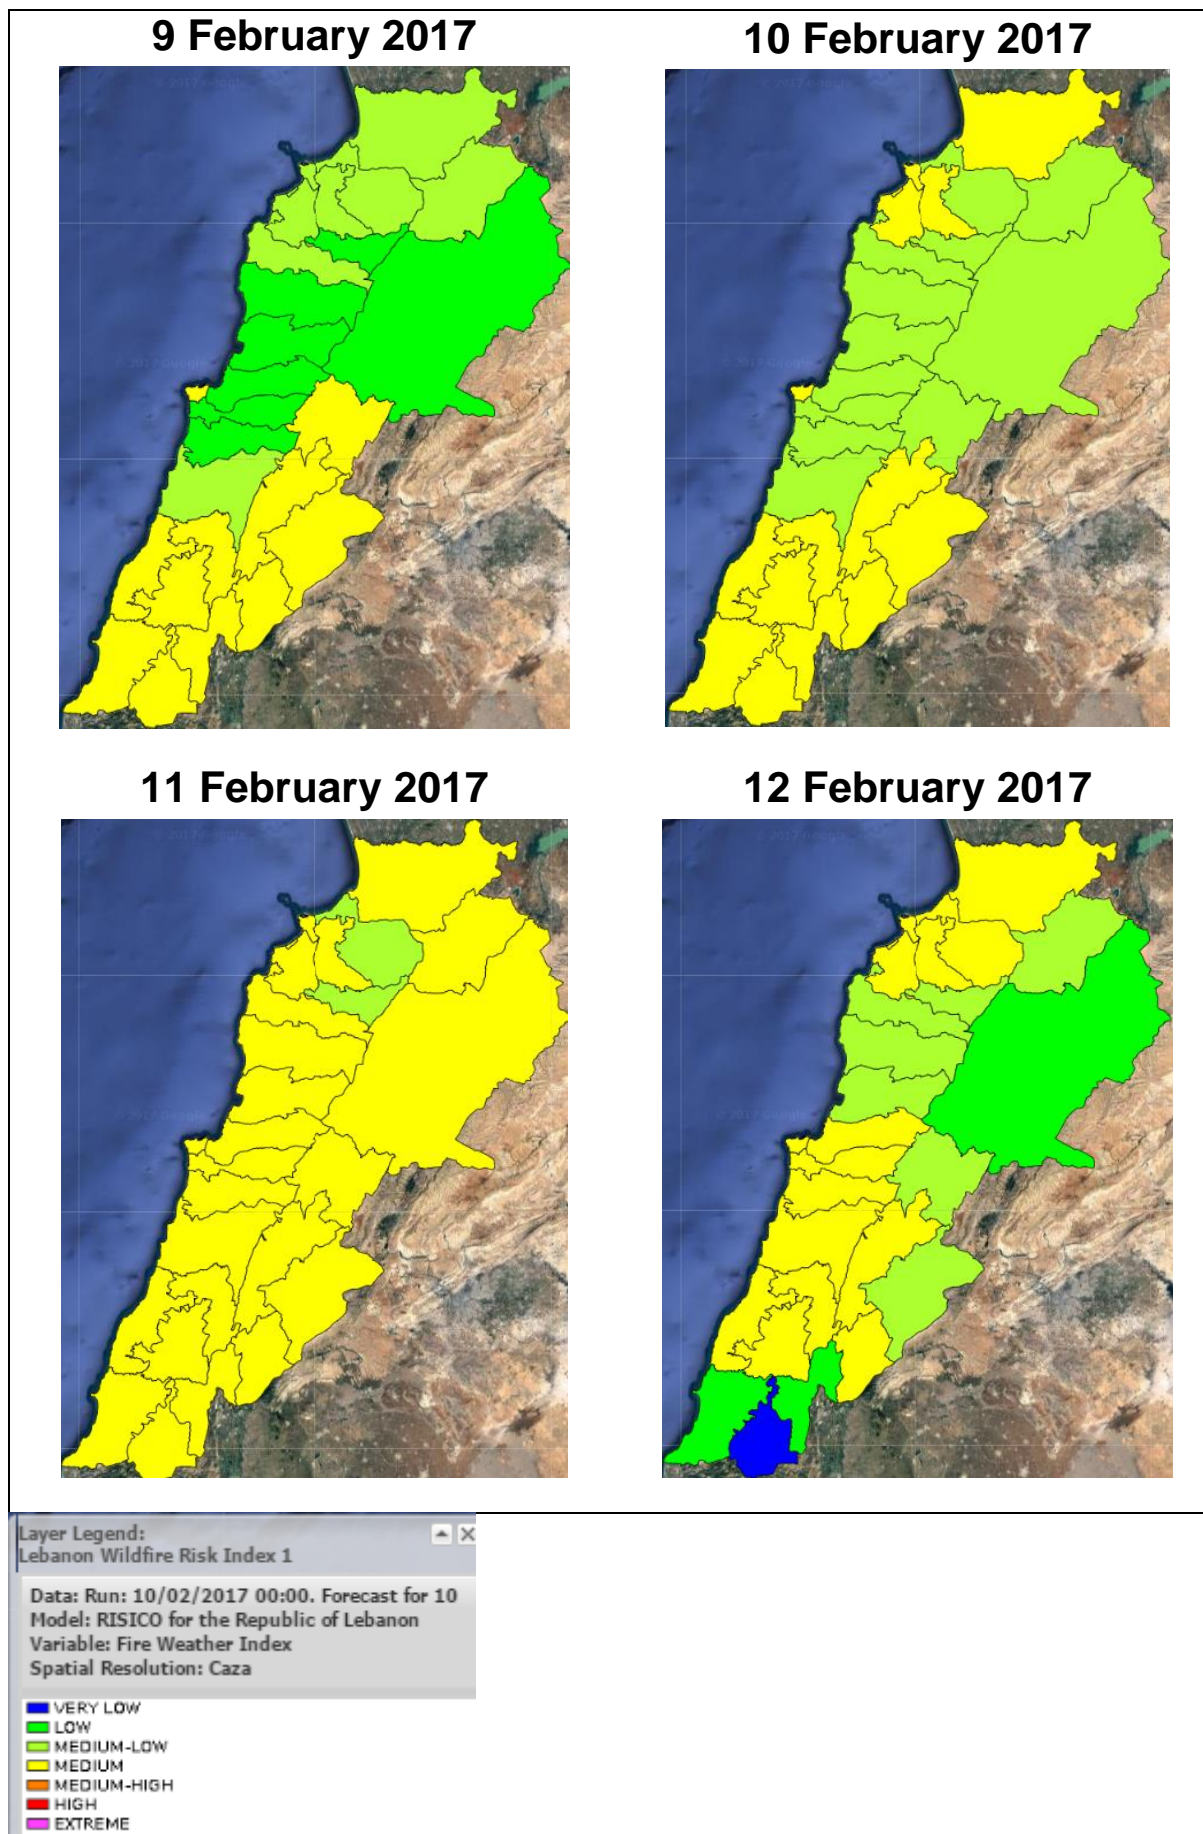 9 February 2017
10 February 2017
11 February 2017
12 February 2017
Layer Legend:
Lebanon Wildfire Risk Index 1
Data: Run: 10/02/2017 00:00. Forecast for 10
Model: RISICO for the Republic of Lebanon
Variable: Fire Weather Index
Spatial Resolution: Caza
VERY LOW
LOW
MEDIUM-LOW
MEDIUM
MEDIUM-HIGH
HIGH
EXTREME